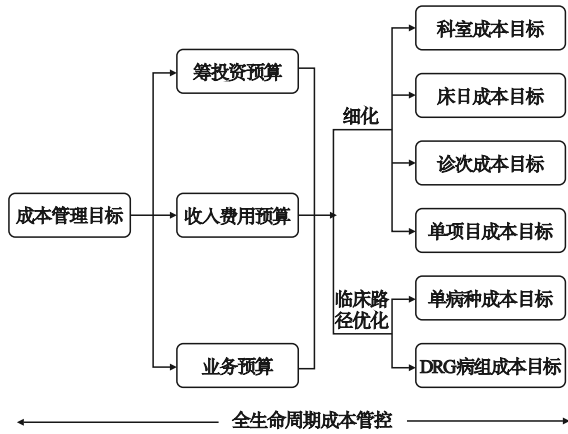 成本管理目标
筹投资预算
收入费用预算
业务预算
细化
临床路
径优化
科室成本目标
床日成本目标
诊次成本目标
单项目成本目标
单病种成本目标
DRG病组成本目标
全生命周期成本管控